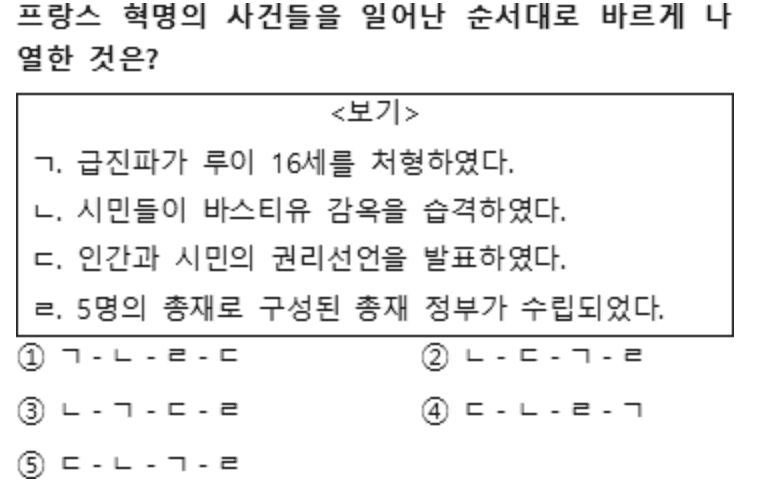 프랑스 혁명의 사건들을 일어난 순서대로 바르게 나
열한 것은?
<보기>
ㄱ. 급진파가 루이 16세를 처형하였다.
ㄴ. 시민들이 바스티유 감옥을 습격하였다.
ㄷ. 인간과 시민의 권리선언을 발표하였다.
ㄹ. 5명의 총재로 구성된 총재 정부가 수립되었다.
① ㄱ - ㄴ - ㄹ - ㄷ ② ㄴ - ㄷ - ㄱ - ㄹ
③ ㄴ - ㄱ - ㄷ - ㄹ ④ ㄷ - ㄴ - ㄹ - ㄱ
⑤ ㄷ - ㄴ - ㄱ - ㄹ